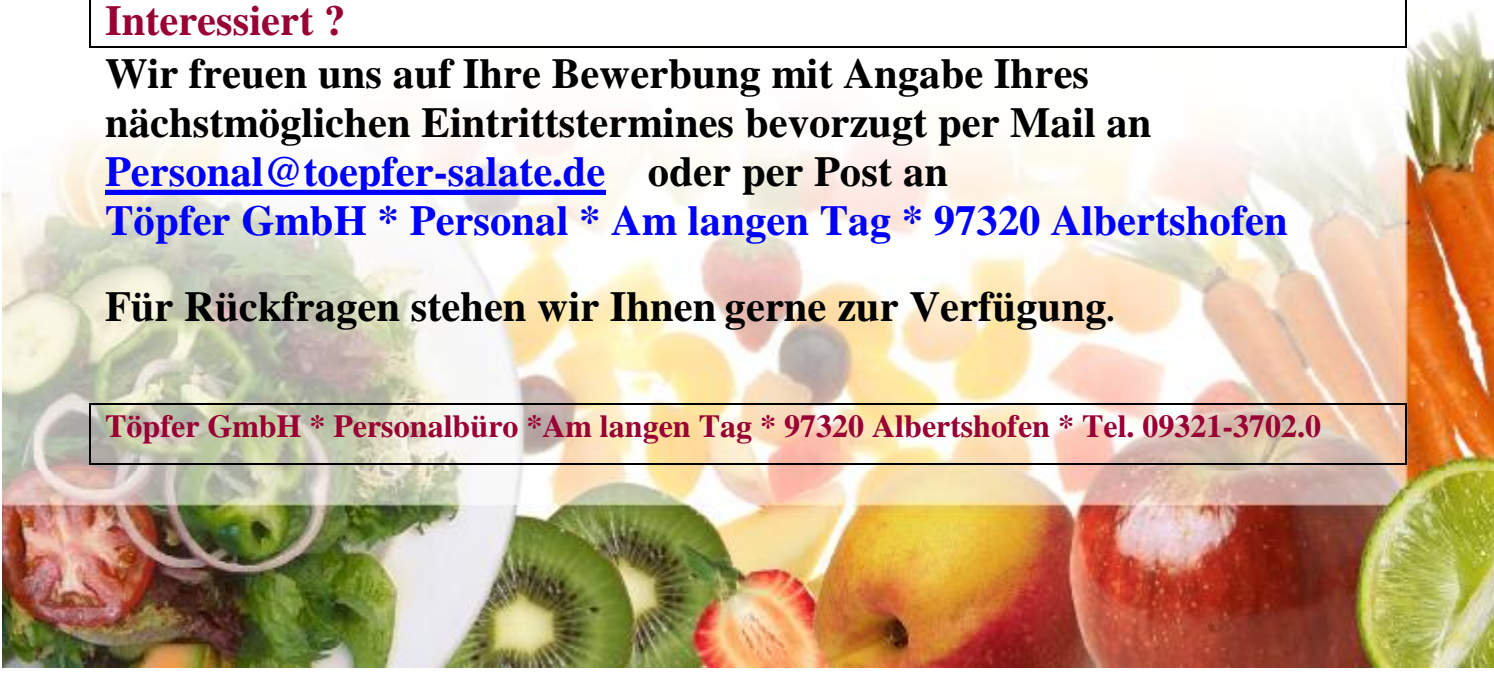 Interessiert ?
Wir freuen uns auf Ihre Bewerbung mit Angabe Ihres
nächstmöglichen Eintrittstermines bevorzugt per Mail an
Personal@toepfer-salate.de oder per Post an
Töpfer GmbH * Personal * Am langen Tag * 97320 Albertshofen
Für Rückfragen stehen wir Ihnen gerne zur Verfügung.
Töpfer GmbH * Personalbüro *Am langen Tag * 97320 Albertshofen * Tel. 09321-3702.0